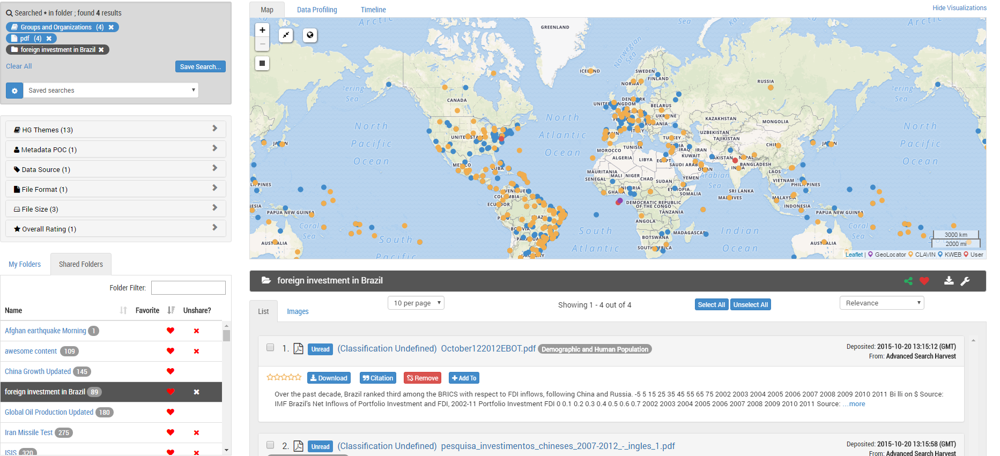 Searched * in folder ; found 4 results
Groups and Organizations (4)
pdf (4)
foreign investment in Brazil
Clear All
Save Search...
Saved searches
HG Themes (13)
Metadata POC (1)
Data Source (1)
File Format (1)
File Size (3)
Overall Rating (1)
My Folders
Shared Folders
Folder Filter:
Name Favorite Unshare?
Afghan earthquake Morning 1
awesome content 109
China Growth Updated 145
foreign investment in Brazil 89
Global Oil Production Updated 180
Iran Missile Test 275
ISIS 320
Map Data Profiling Timeline
Hide Visualizations
+
−
Arctic
GREENLAND
Sea
Arctic
Norwegian
Sea
ICELAND
SWEDEN
FINLAND
NORWAY
RUSSIA
Bering
Sea
CANADA
UNITED KINGDOM
DENMARK
BELARUS
UKRAINE
KAZAKHSTAN
MONGOLIA
ROMANIA
ITALY
North
Pacific
Ocean
North
Atlantic
Ocean
UZBEKISTAN
TAJIKISTAN
TURKEY
TUNISIA
MOROCCO
ALGERIA
LIBYA
EGYPT
IRAQ
IRAN
KUWAIT
SAUDI ARABIA
PAKISTAN
NEPAL
BANGLADESH
INDIA
CHINA
JAPAN
North
Pacific
Ocean
MEXICO
CUBA
MAURITANIA
MALI
NIGER
CHAD
SUDAN
SENEGAL
YEMEN
Arabian
Sea
LAOS
VIETNAM
PHILIPPINES
GHANA
NIGERIA
ETHIOPIA
SOMALIA
SRI LANKA
MALDIVES
MALAYSIA
INDONESIA
VENEZUELA
COLOMBIA
ECUADOR
DEMOCRATIC REPUBLIC
OF THE CONGO
TANZANIA
PAPUA NEW GUINEA
PAPUA NEW GUINEA
BRAZIL
BOLIVIA
ANGOLA
BOTSWANA
MADAGASCAR
SOUTH AFRICA
Coral
Sea
South
Pacific
South
Atlantic
Indian
Ocean
Coral
Sea
AUSTRALIA
AUSTRALIA
URUGUAY
3000 km
2000 mi
Leaflet | GeoLocator CLAVIN KWEB User
foreign investment in Brazil
List Images
10 per page
Showing 1 - 4 out of 4
Select All Unselect All
Relevance
1. Unread (Classification Undefined) October122012EBOT.pdf Demographic and Human Population
Deposited: 2015-10-20 13:15:12 (GMT)
From: Advanced Search Harvest
Download Citation Remove Add To
Over the past decade, Brazil ranked third among the BRICS with respect to FDI inflows, following China and Russia. -5 5 15 25 35 45 55 65 75 2002 2003 2004 2005 2006 2007 2008 2009 2010 2011 Bi lli on $ Source:
IMF Brazil's Net Inflows of Portfolio Investment and FDI, 2002-11 Portfolio Investment FDI 0 0.1 0.2 0.3 0.4 0.5 0.6 0.7 2002 2003 2004 2005 2006 2007 2008 2009 2010 2011 Source: ...more
2. Unread (Classification Undefined) pesquisa_investimentos_chineses_2007-2012_-_ingles_1.pdf
Deposited: 2015-10-20 13:15:58 (GMT)
From: Advanced Search Harvest